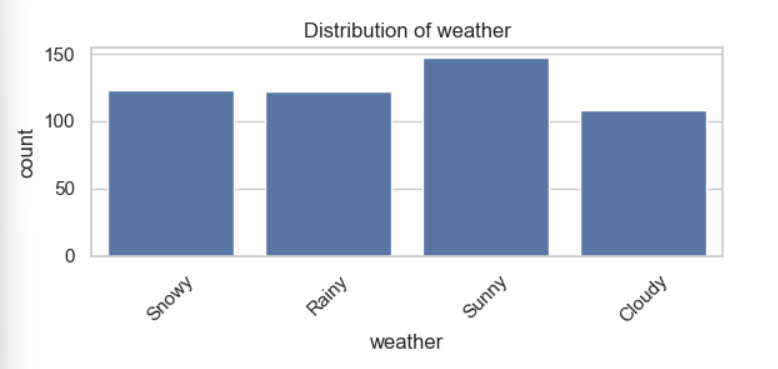 Distribution of weather
150
100
50
0
count
Snowy
Rainy
Sunny
Cloudy
weather